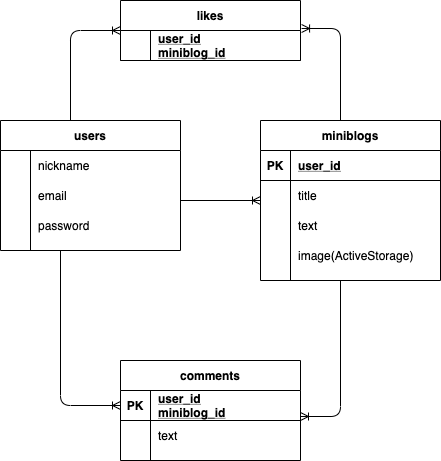 likes
user_id
miniblog_id
users
nickname
email
password
miniblogs
PK user_id
title
text
image(ActiveStorage)
comments
PK user_id
miniblog_id
text